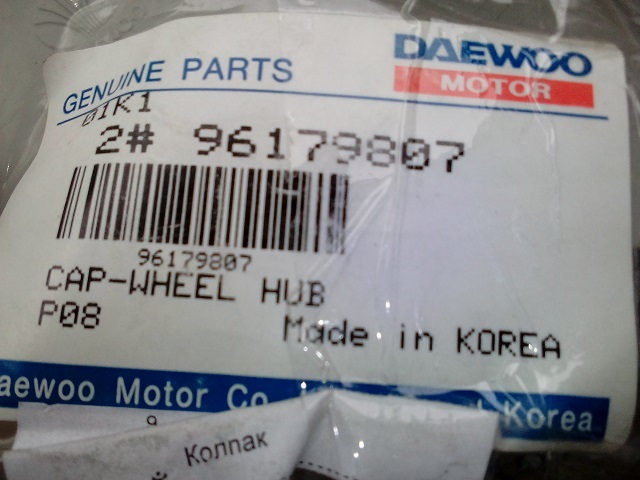 GENUINE PARTS
DAEWOO
MOTOR
01K1
2# 96179807
96179807
CAP-WHEEL HUB
P08
Made in KOREA
Daewoo Motor Co. Korea
9
Колпак